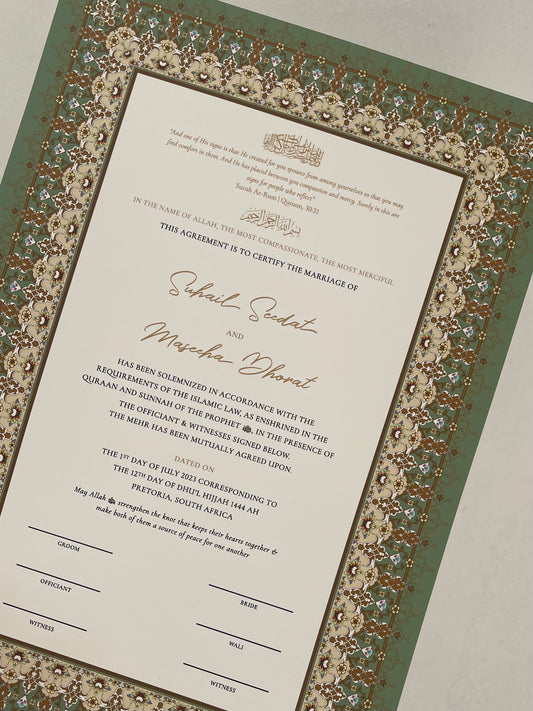 "And one of His signs is that He created for you spouses from among yourselves so that you may
find comfort in them. And He has placed between you compassion and mercy. Surely in this are
signs for people who reflect"
Surah Ar-Rum | Quraan, 30:21
بسم الله الرحمن الرحيم
IN THE NAME OF ALLAH, THE MOST COMPASSIONATE, THE MOST MERCIFUL
THIS AGREEMENT IS TO CERTIFY THE MARRIAGE OF
Suhail Seedat
AND
Maseeha Dhorat
HAS BEEN SOLEMNIZED IN ACCORDANCE WITH THE
REQUIREMENTS OF THE ISLAMIC LAW, AS ENSHRINED IN THE
QURAAN AND SUNNAH OF THE PROPHET ﷺ, IN THE PRESENCE OF
THE OFFICIANT & WITNESSES SIGNED BELOW.
THE MEHR HAS BEEN MUTUALLY AGREED UPON.
DATED ON
THE 1ST DAY OF JULY 2023 CORRESPONDING TO
THE 12TH DAY OF DHU'L HIJJAH 1444 AH
PRETORIA, SOUTH AFRICA
May Allah strengthen the knot that keeps their hearts together &
make both of them a source of peace for one another
GROOM
BRIDE
OFFICIANT
WALI
WITNESS
WITNESS